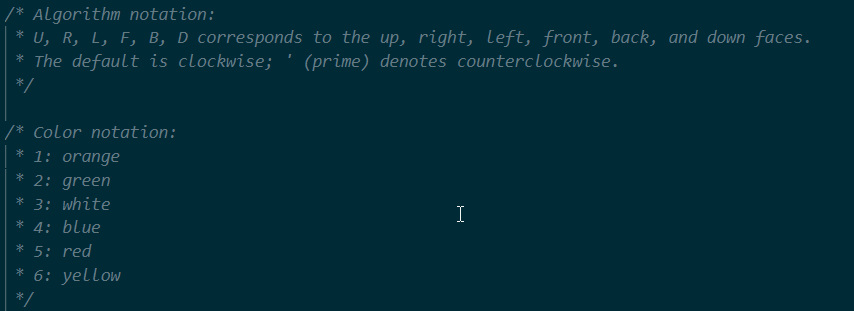 /* Algorithm notation:
 * U, R, L, F, B, D corresponds to the up, right, left, front, back, and down faces.
 * The default is clockwise; ' (prime) denotes counterclockwise.
 */
/* Color notation:
 * 1: orange
 * 2: green
 * 3: white
 * 4: blue
 * 5: red
 * 6: yellow
 */